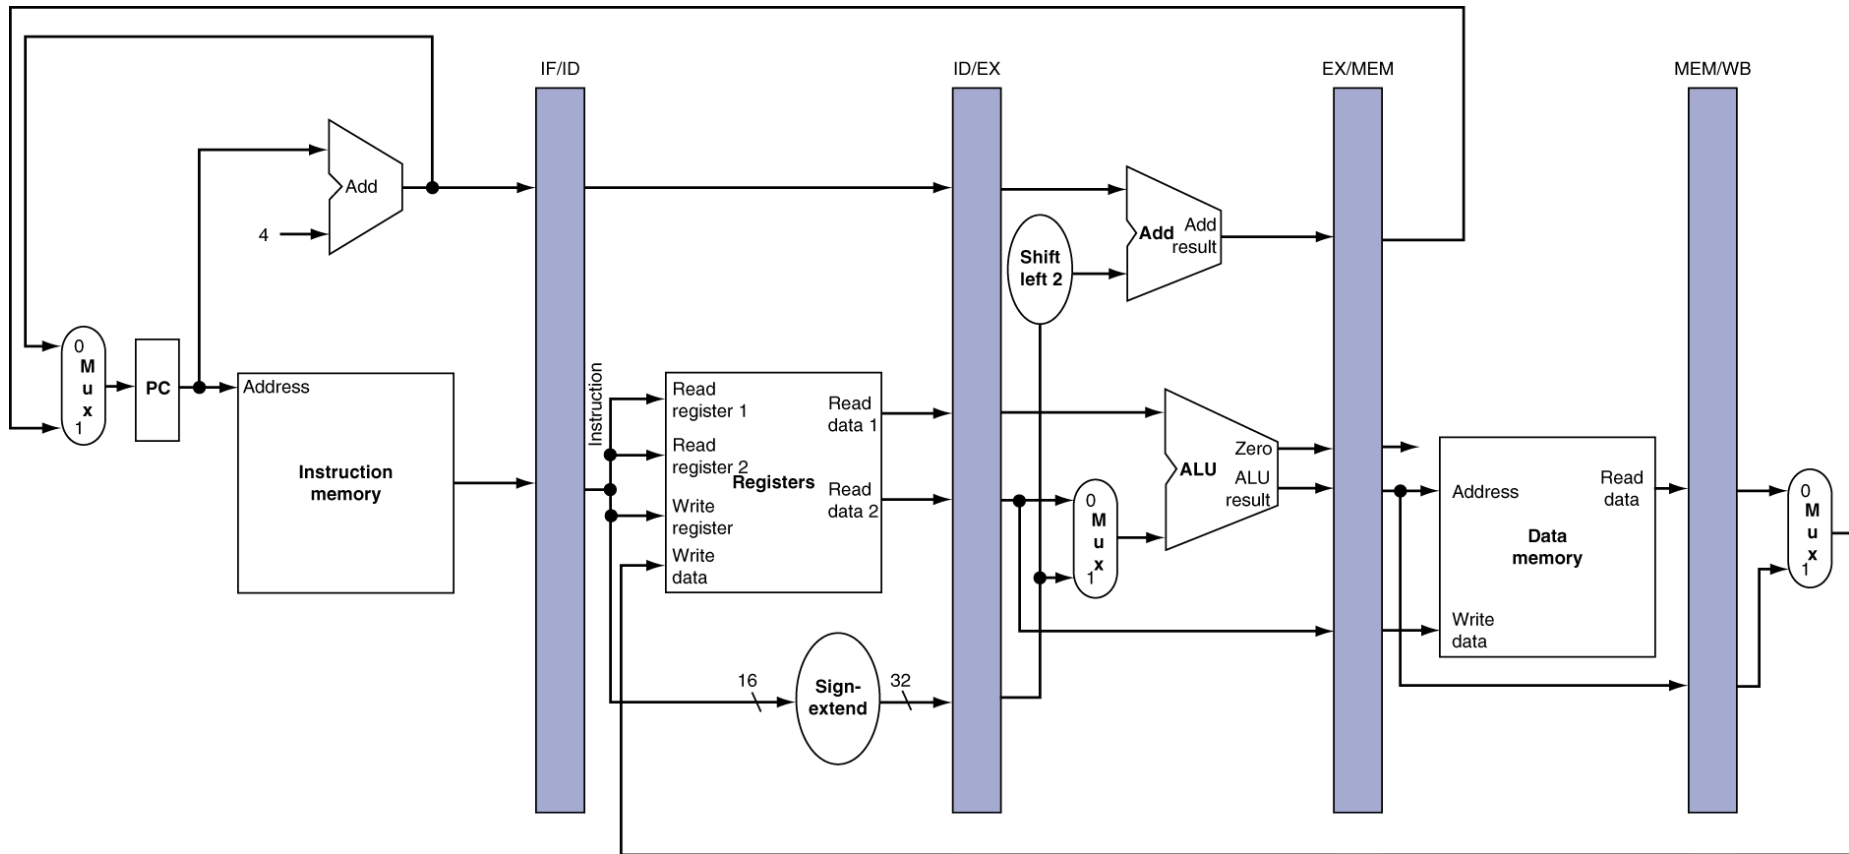 IF/ID
ID/EX
EX/MEM
MEM/WB
Add
4
Add
Add
result
Shift
left 2
0
M
u
x
1
PC
Address
Instruction
memory
Instruction
Read
register 1
Read
register 2
Registers
Write
register
Write
data
Read
data 1
Read
data 2
16
Sign-
extend
32
0
M
u
x
1
ALU
Zero
ALU
result
Address
Read
data
Data
memory
Write
data
0
M
u
x
1